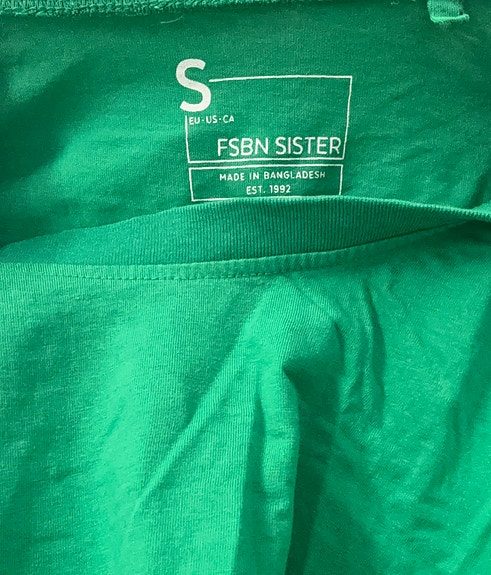 S
EU·US·CA
FSBN SISTER
MADE IN BANGLADESH
EST. 1992